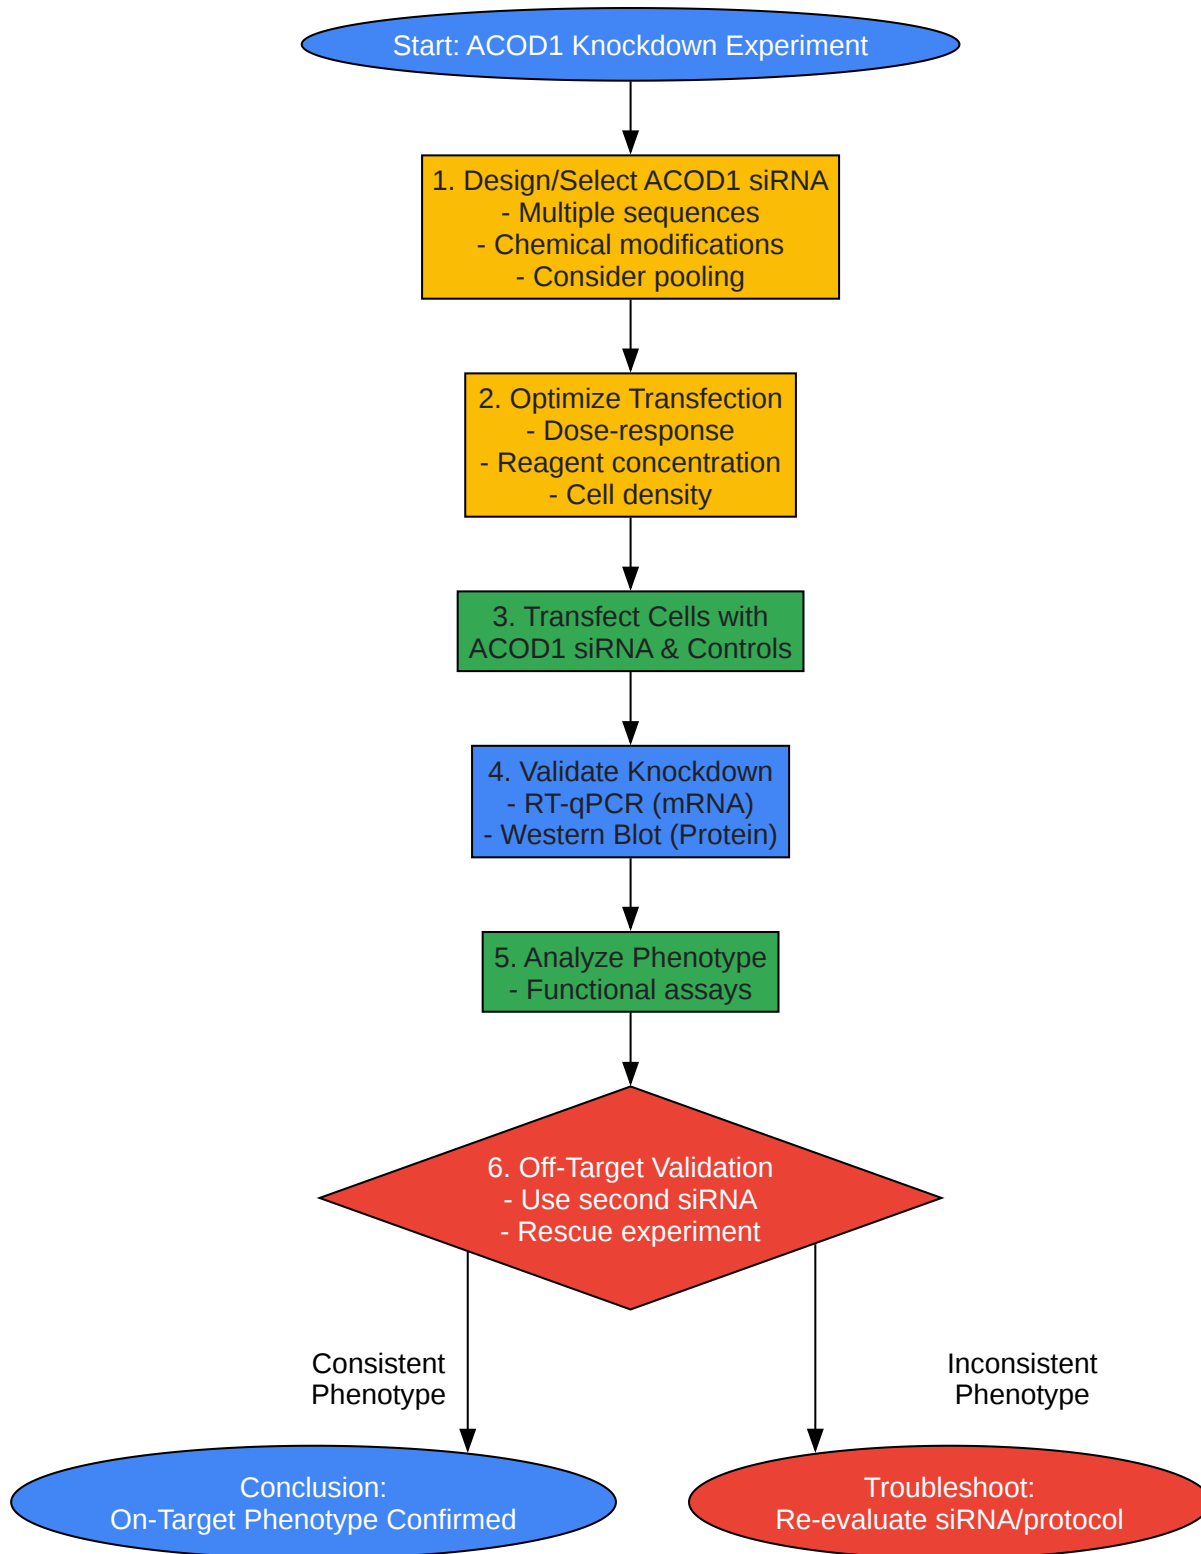 Start: ACOD1 Knockdown Experiment
1. Design/Select ACOD1 siRNA
- Multiple sequences
- Chemical modifications
- Consider pooling
2. Optimize Transfection
- Dose-response
- Reagent concentration
- Cell density
3. Transfect Cells with
ACOD1 siRNA & Controls
4. Validate Knockdown
- RT-qPCR (mRNA)
- Western Blot (Protein)
5. Analyze Phenotype
- Functional assays
6. Off-Target Validation
- Use second siRNA
- Rescue experiment
Consistent
Phenotype
Inconsistent
Phenotype
Conclusion:
On-Target Phenotype Confirmed
Troubleshoot:
Re-evaluate siRNA/protocol